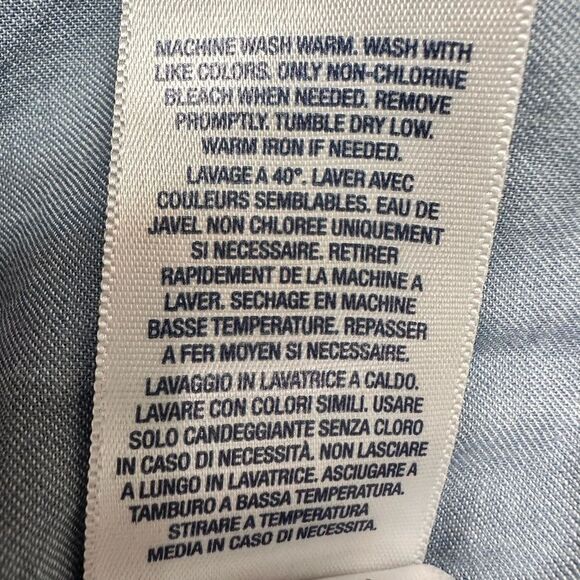 MACHINE WASH WARM. WASH WITH
LIKE COLORS. ONLY NON-CHLORINE
BLEACH WHEN NEEDED. REMOVE
PROMPTLY. TUMBLE DRY LOW.
WARM IRON IF NEEDED.
LAVAGE A 40°. LAVER AVEC
COULEURS SEMBLABLES. EAU DE
JAVEL NON CHLOREE UNIQUEMENT
SI NECESSAIRE. RETIRER
RAPIDEMENT DE LA MACHINE A
LAVER. SECHAGE EN MACHINE
BASSE TEMPERATURE. REPASSER
A FER MOYEN SI NECESSAIRE.
LAVAGGIO IN LAVATRICE A CALDO.
LAVARE CON COLORI SIMILI. USARE
SOLO CANDEGGIANTE SENZA CLORO
IN CASO DI NECESSITÀ. NON LASCIARE
A LUNGO IN LAVATRICE. ASCIUGARE A
TAMBURO A BASSA TEMPERATURA.
STIRARE A TEMPERATURA
MEDIA IN CASO DI NECESSITA.